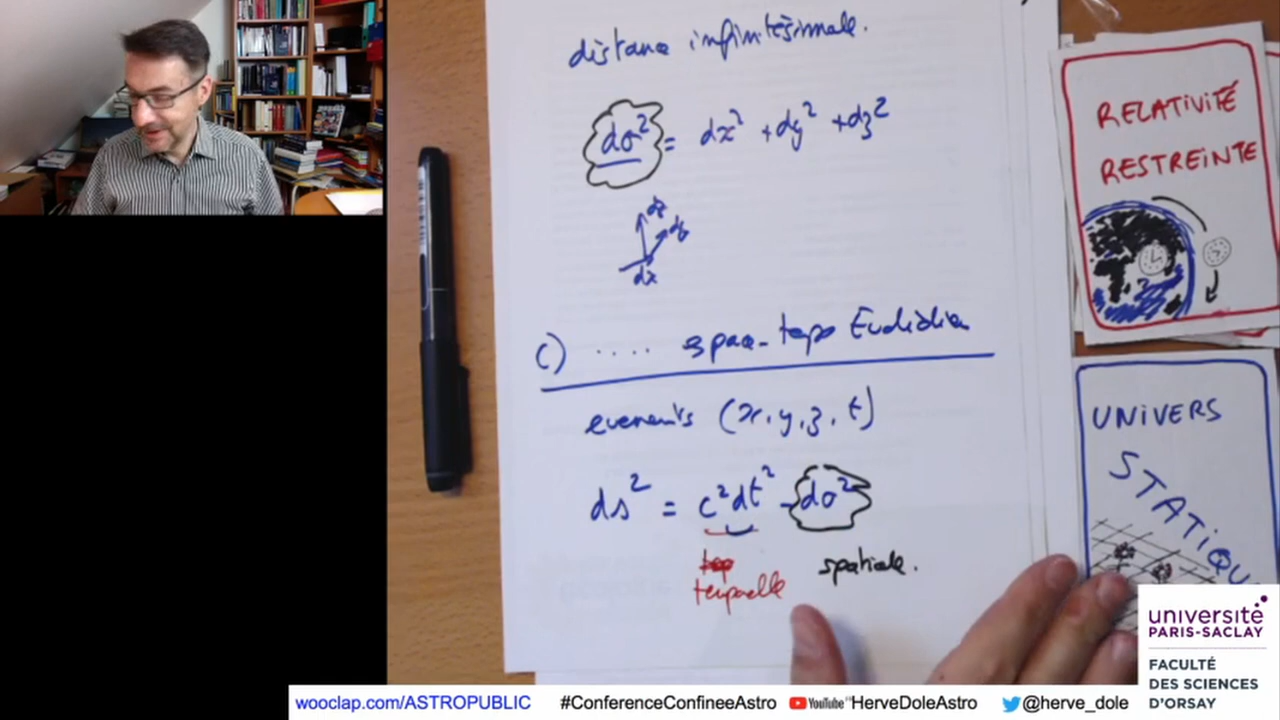 distance infinitésimale.
dσ² = dx² + dy² + dz²
dz
dy
dx
c) ..... espace-temps Euclidien
evenemts (x, y, z, t)
ds² = c²dt² - dσ²
temporelle spatiale.
RELATIVITÉ
RESTREINTE
UNIVERS
STATIQU
université
PARIS-SACLAY
FACULTÉ
DES SCIENCES
D'ORSAY
wooclap.com/ASTROPUBLIC #ConferenceConfineeAstro YouTube HerveDoleAstro @herve_dole